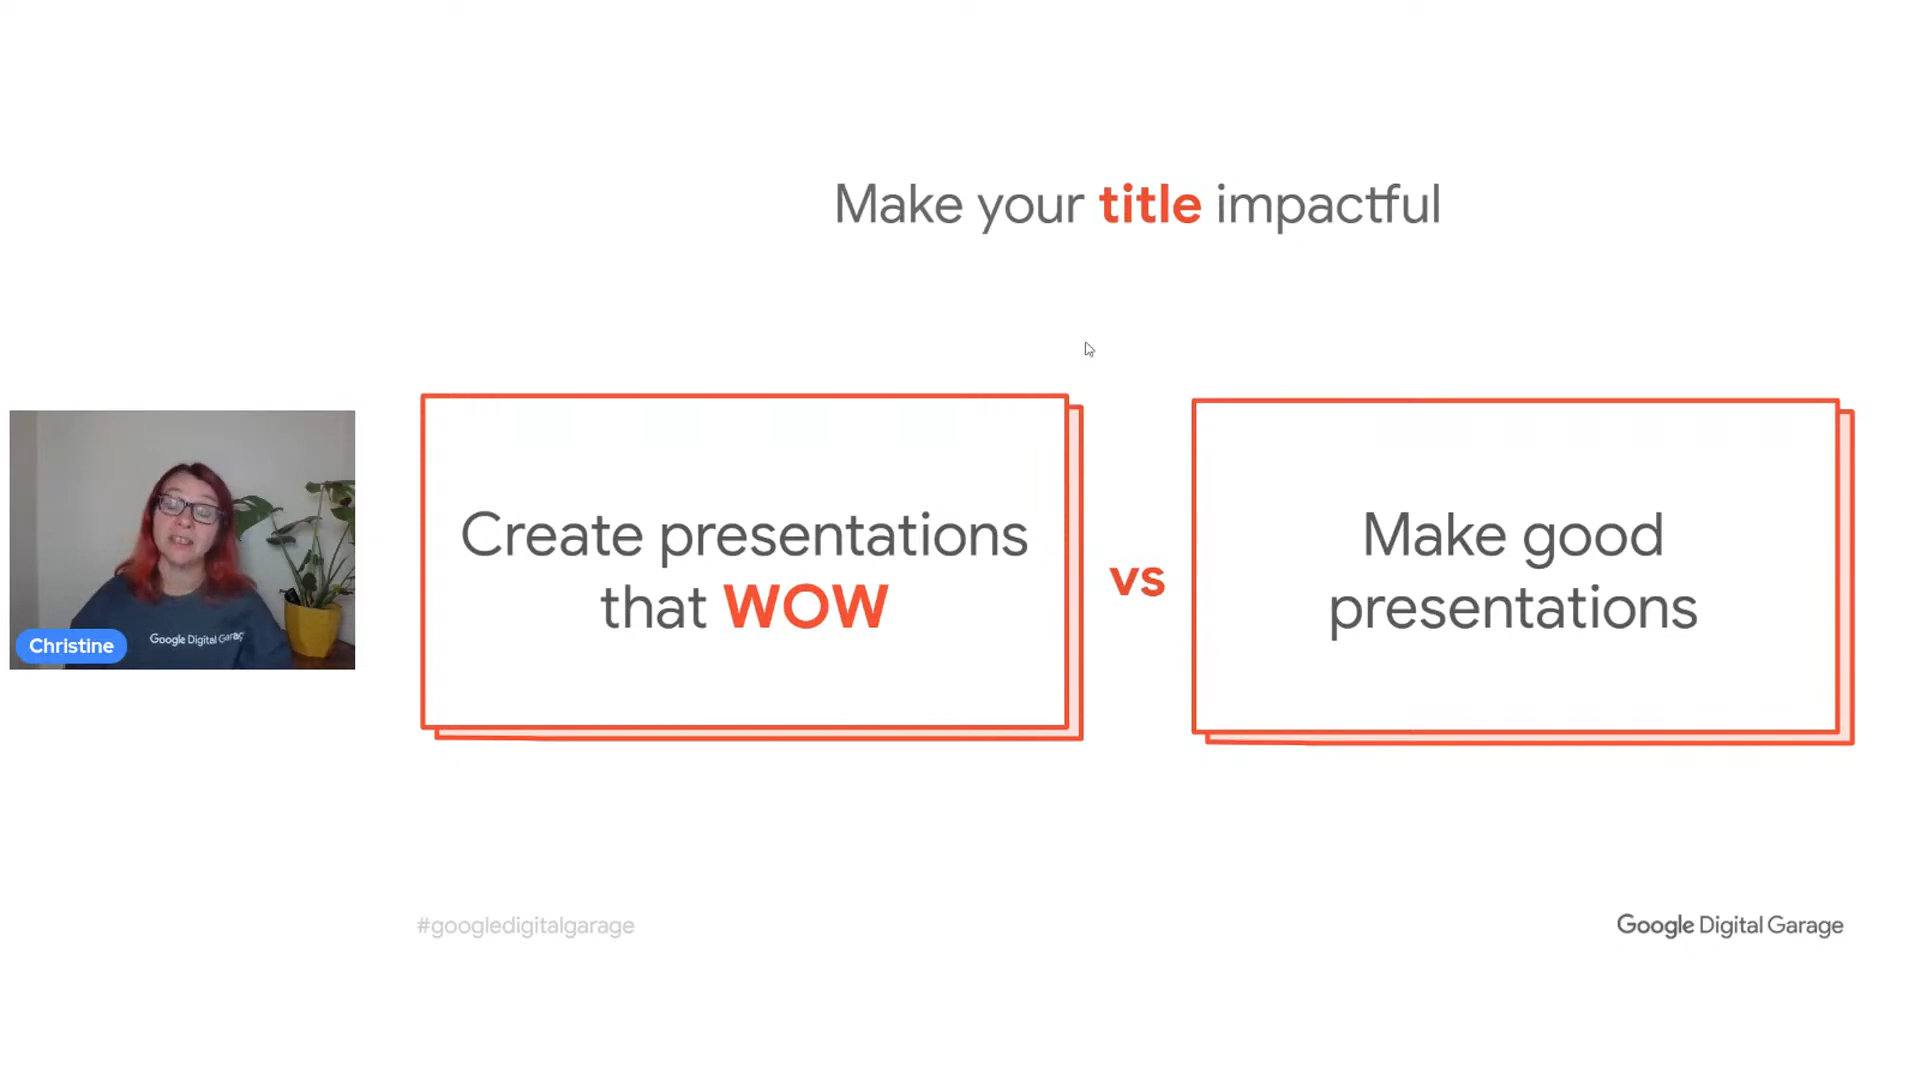 Make your title impactful
Create presentations
that WOW
vs
Make good
presentations
Google Digital Garag
Christine
#googledigitalgarage
Google Digital Garage